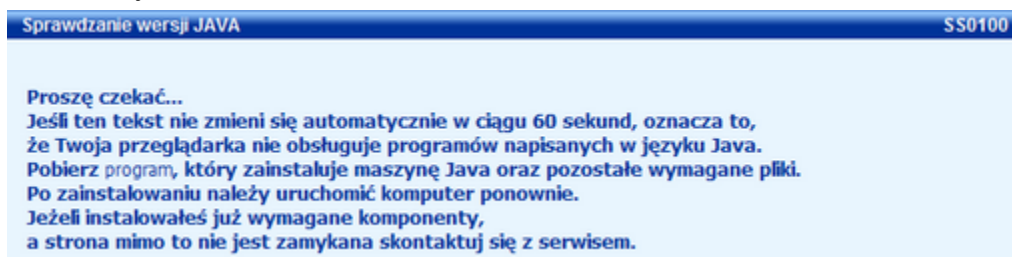 Sprawdzanie wersji JAVA SS0100
Proszę czekać...
Jeśli ten tekst nie zmieni się automatycznie w ciągu 60 sekund, oznacza to,
że Twoja przeglądarka nie obsługuje programów napisanych w języku Java.
Pobierz program, który zainstaluje maszynę Java oraz pozostałe wymagane pliki.
Po zainstalowaniu należy uruchomić komputer ponownie.
Jeżeli instalowałeś już wymagane komponenty,
a strona mimo to nie jest zamykana skontaktuj się z serwisem.